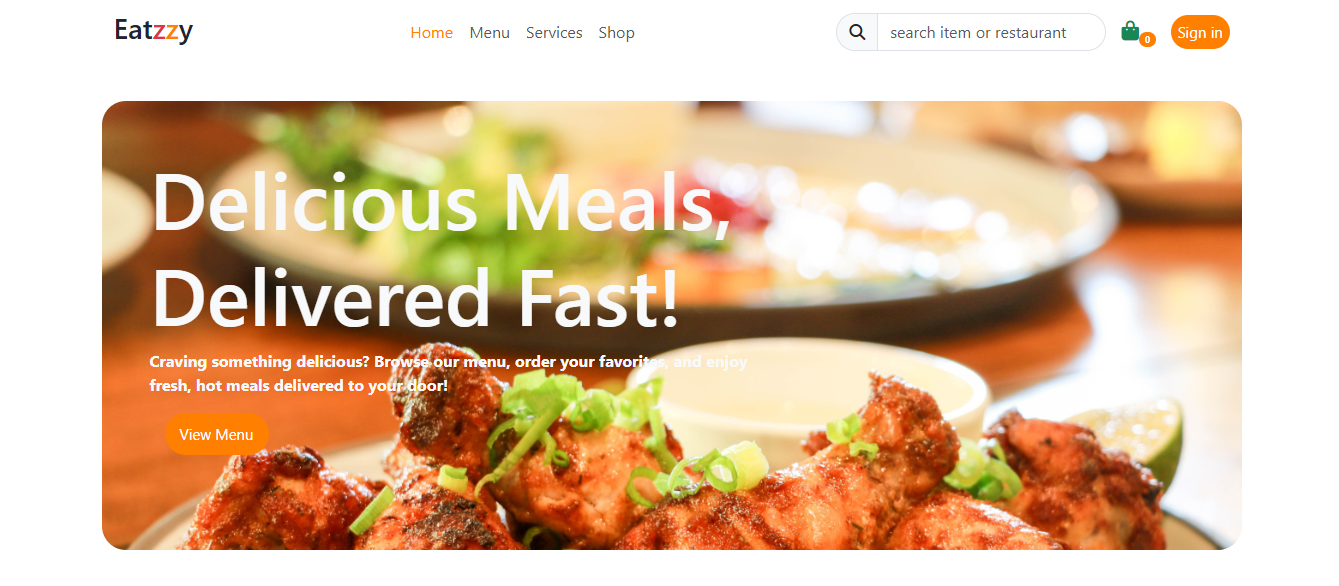 Eatzzy
Home Menu Services Shop
search item or restaurant
0
Sign in
Delicious Meals,
Delivered Fast!
Craving something delicious? Browse our menu, order your favorites, and enjoy
fresh, hot meals delivered to your door!
View Menu